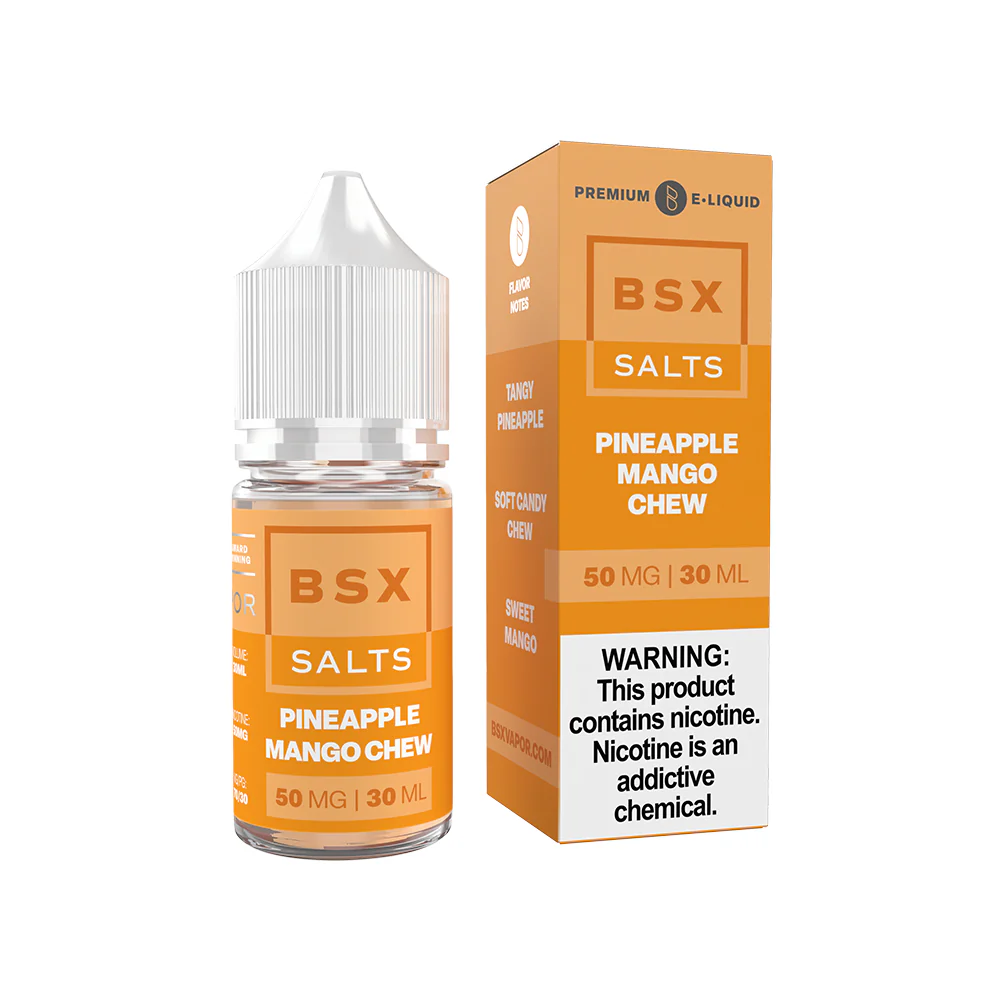 BSX
SALTS
PINEAPPLE
MANGO CHEW
50 MG | 30 ML
PREMIUM E•LIQUID
BSX
SALTS
PINEAPPLE
MANGO
CHEW
50 MG | 30 ML
WARNING:
This product
contains nicotine.
Nicotine is an
addictive
chemical.
FLAVOR
NOTES
TANGY
PINEAPPLE
SOFT CANDY
CHEW
SWEET
MANGO
BSXVAPOR.COM